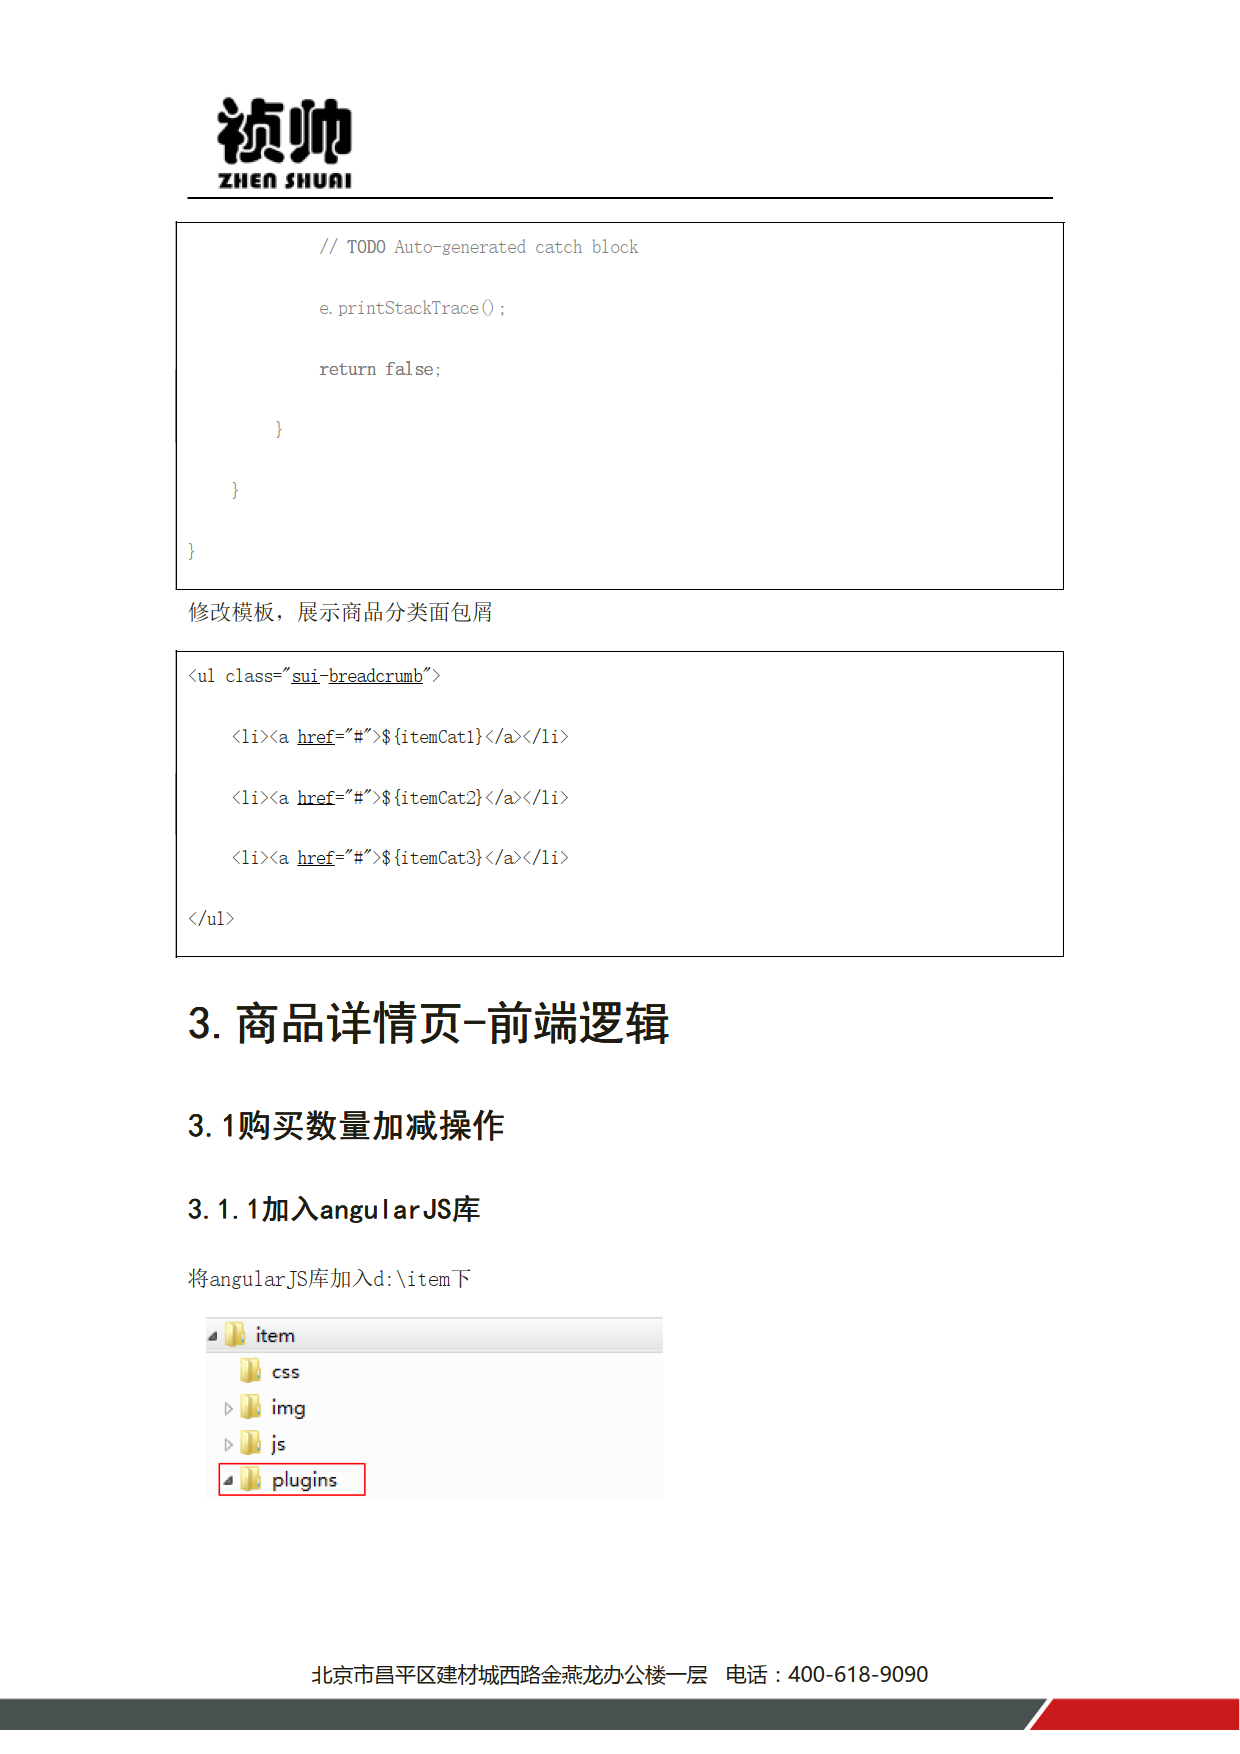 祯帅
ZHEN SHUAI
// TODO Auto-generated catch block
e.printStackTrace();
return false;
}
}
}
修改模板，展示商品分类面包屑
<ul class="sui-breadcrumb">
<li><a href="#">${itemCat1}</a></li>
<li><a href="#">${itemCat2}</a></li>
<li><a href="#">${itemCat3}</a></li>
</ul>
3.商品详情页-前端逻辑
3.1购买数量加减操作
3.1.1加入angularJS库
将angularJS库加入d:\item下
item
css
img
js
plugins
北京市昌平区建材城西路金燕龙办公楼一层 电话：400-618-9090